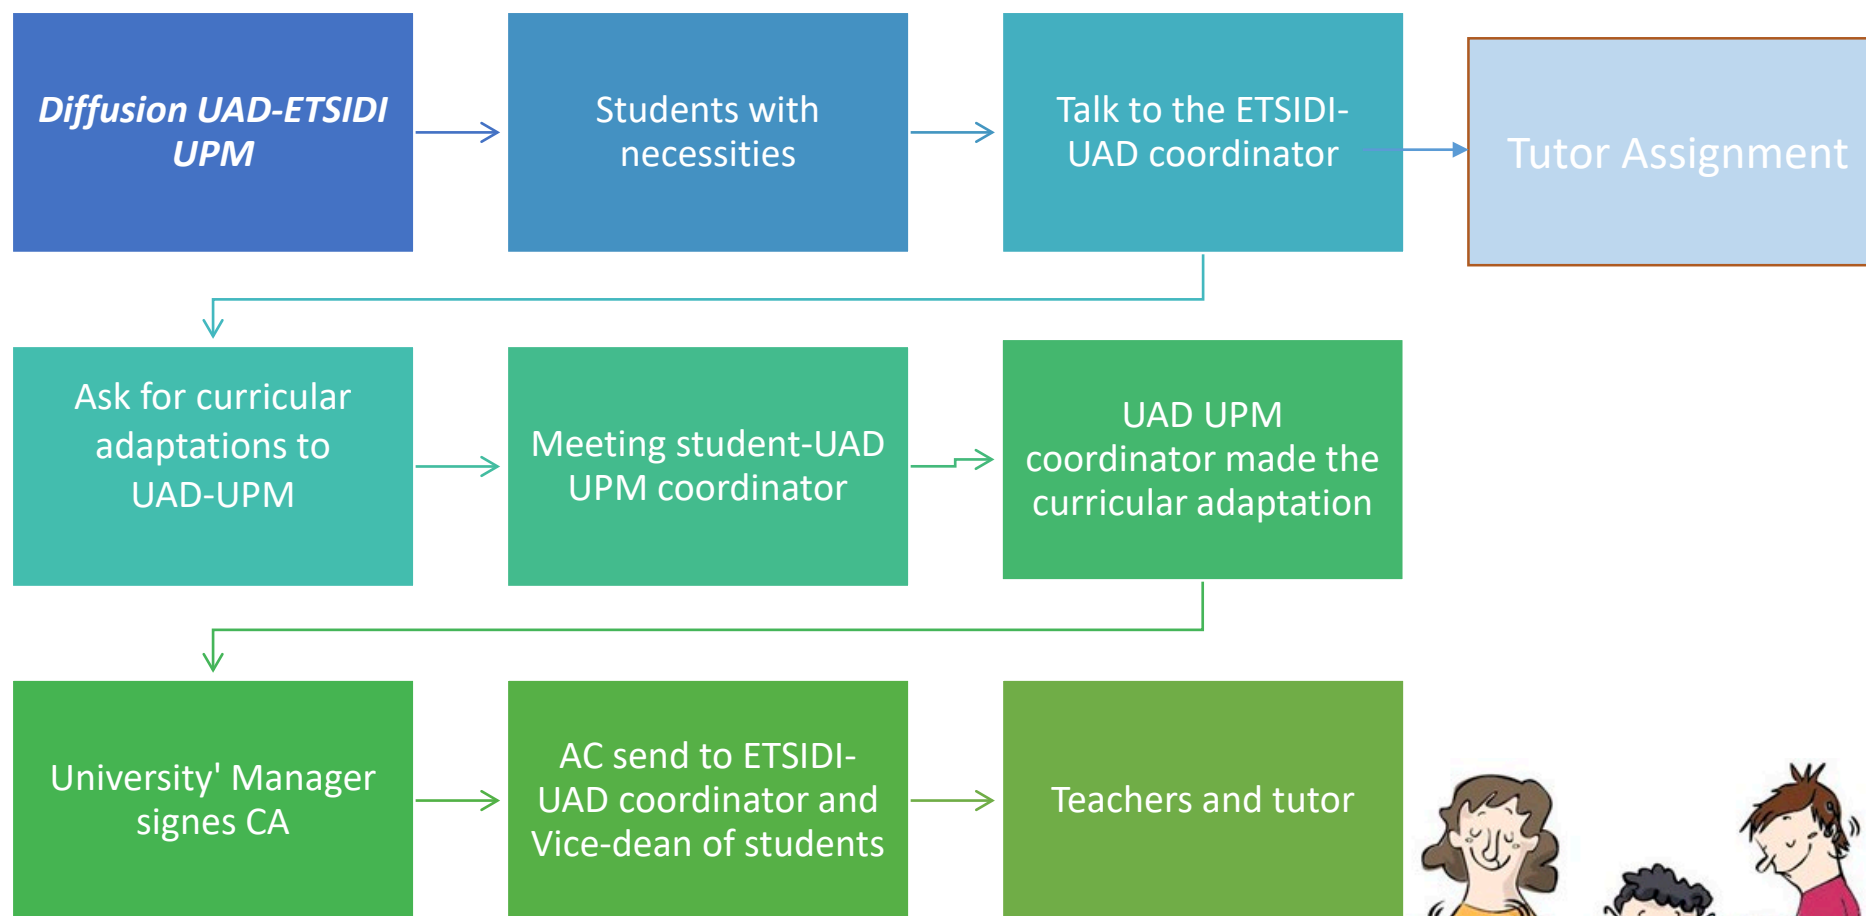 Diffusion UAD-ETSIDI
UPM
Students with
necessities
Talk to the ETSIDI-
UAD coordinator
Tutor Assignment
Ask for curricular
adaptations to
UAD-UPM
Meeting student-UAD
UPM coordinator
UAD UPM
coordinator made the
curricular adaptation
University' Manager
signes CA
AC send to ETSIDI-
UAD coordinator and
Vice-dean of students
Teachers and tutor